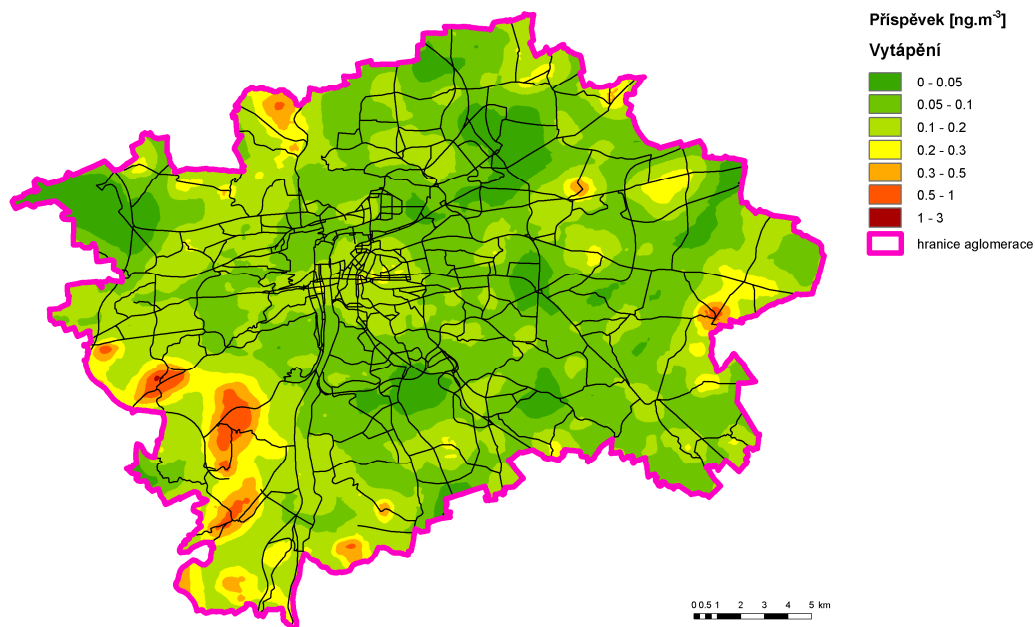 Příspěvek [ng.m-3]
Vytápění
0 - 0.05
0.05 - 0.1
0.1 - 0.2
0.2 - 0.3
0.3 - 0.5
0.5 - 1
1 - 3
hranice aglomerace
0 0.5 1 2 3 4 5 km